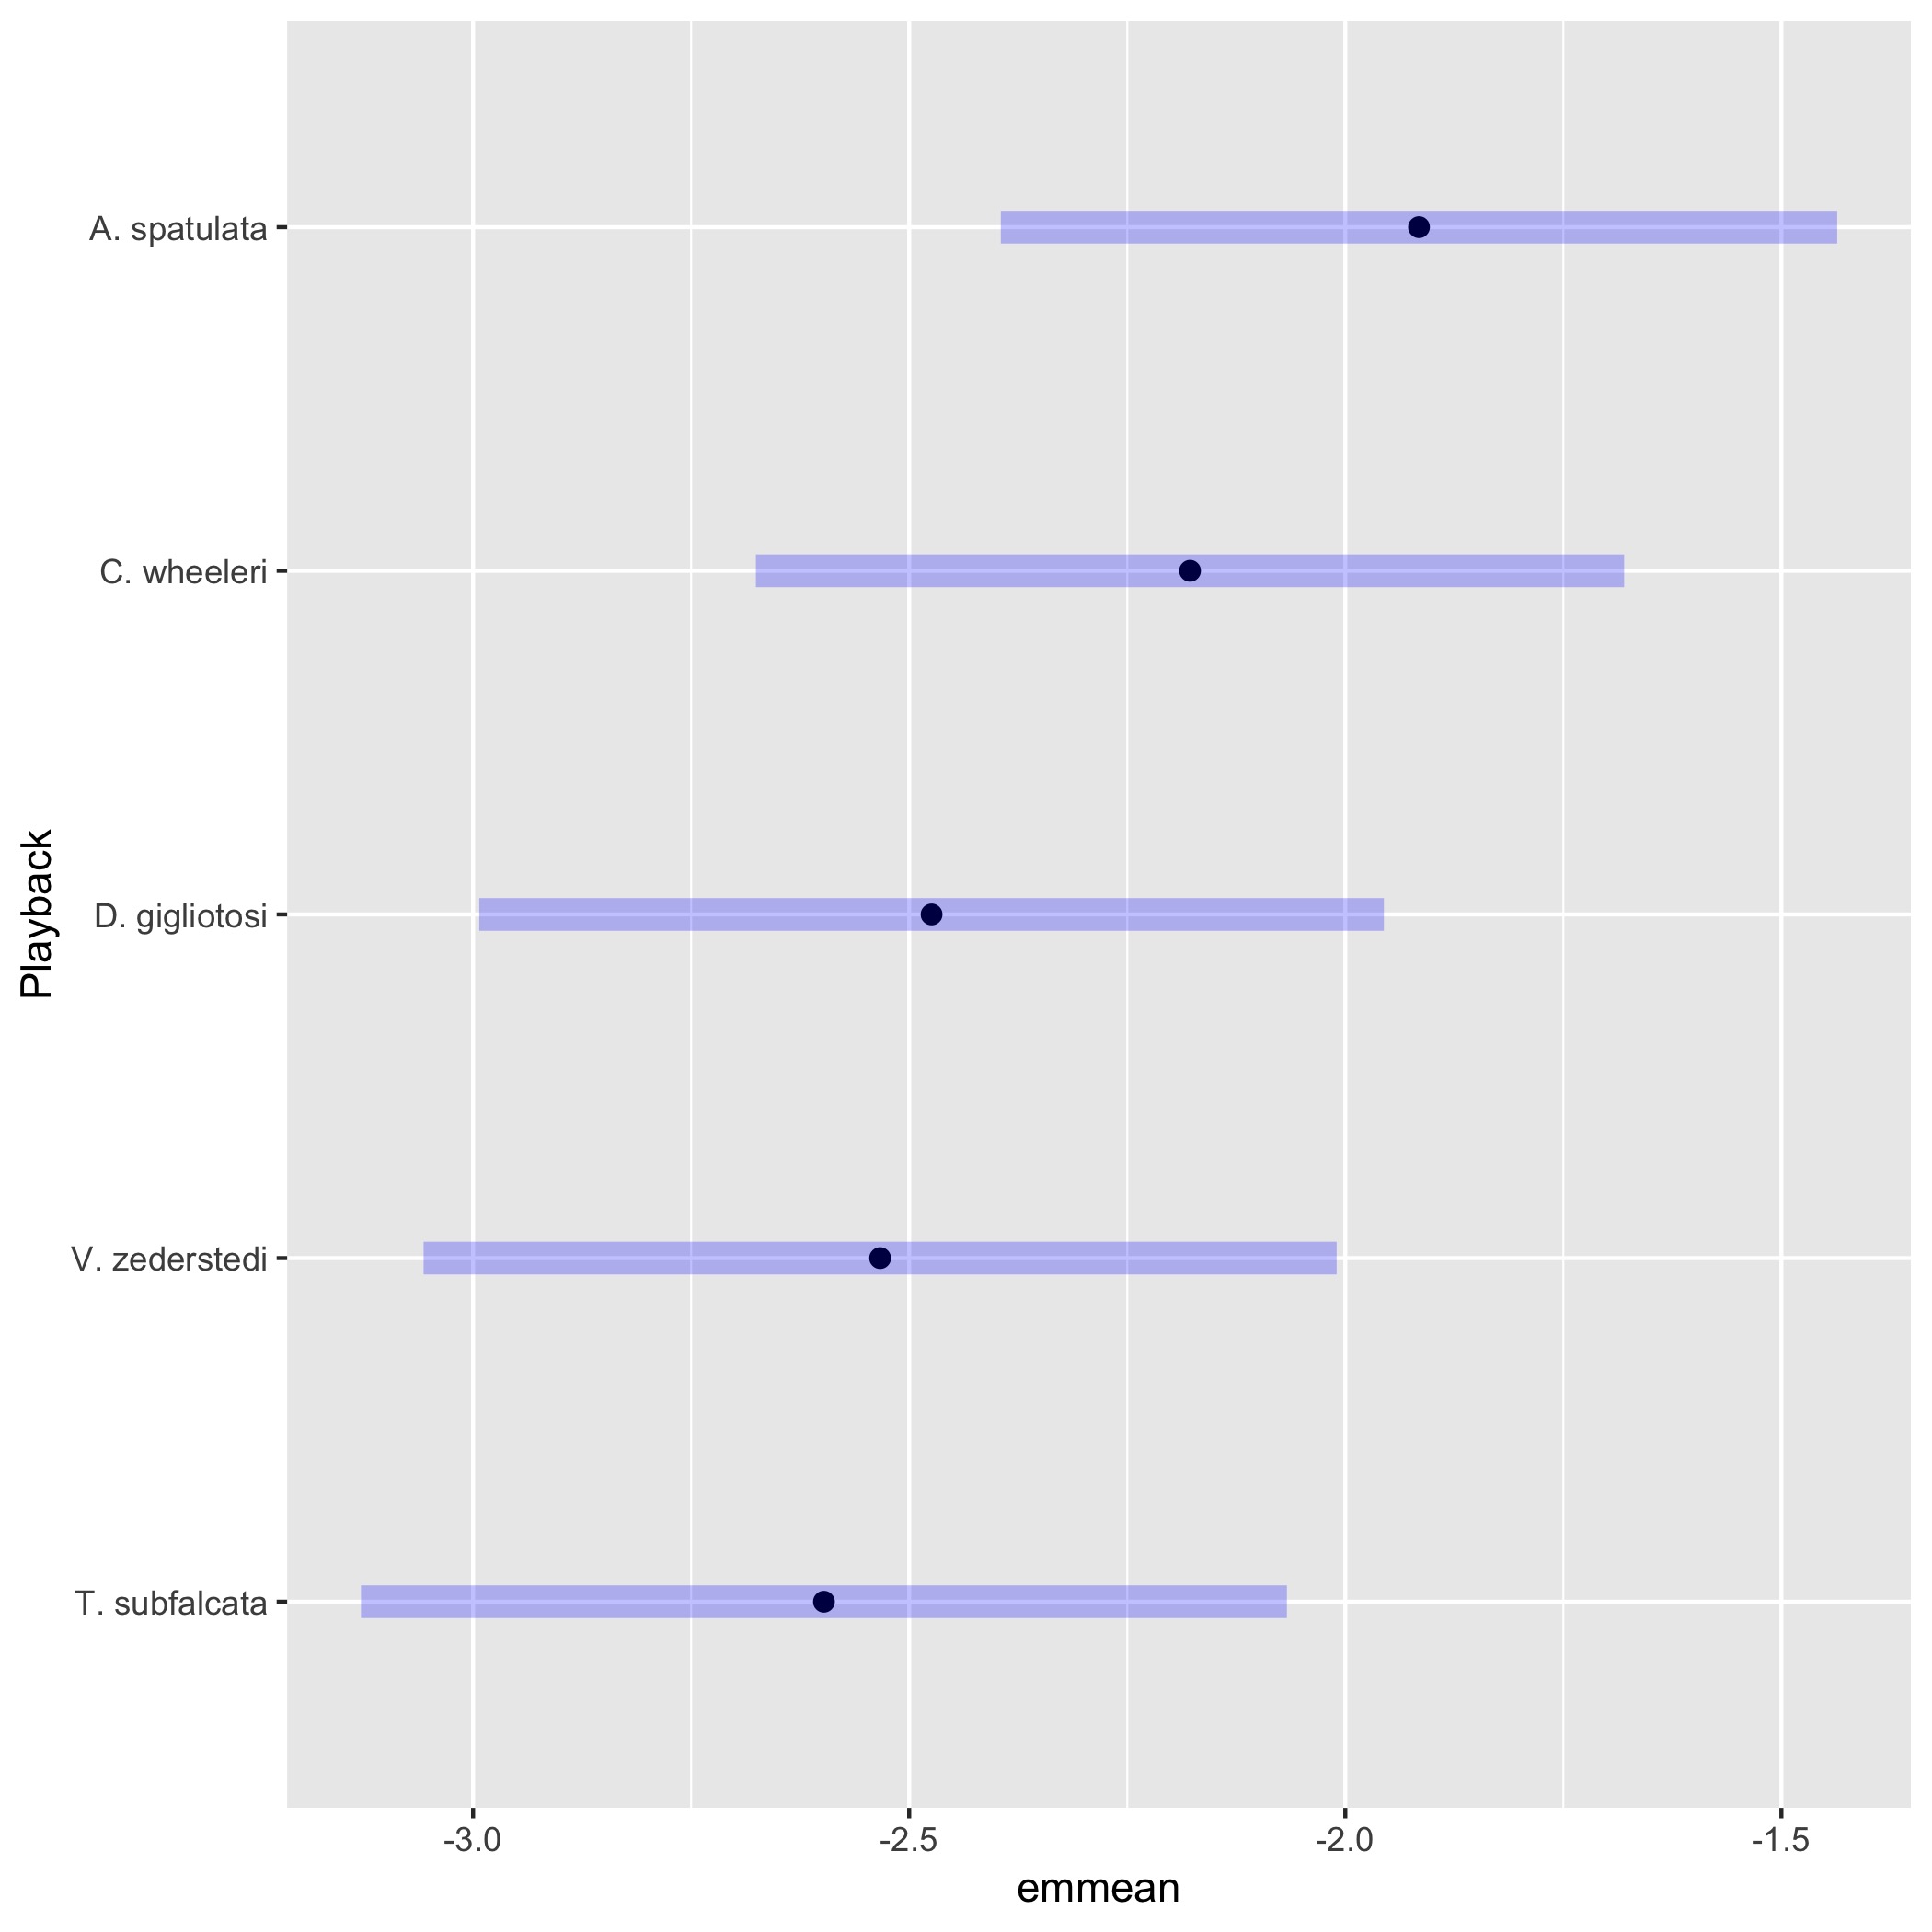 Playback
A. spatulata
C. wheeleri
D. gigliotosi
V. zederstedi
T. subfalcata
-3.0 -2.5 -2.0 -1.5
emmean